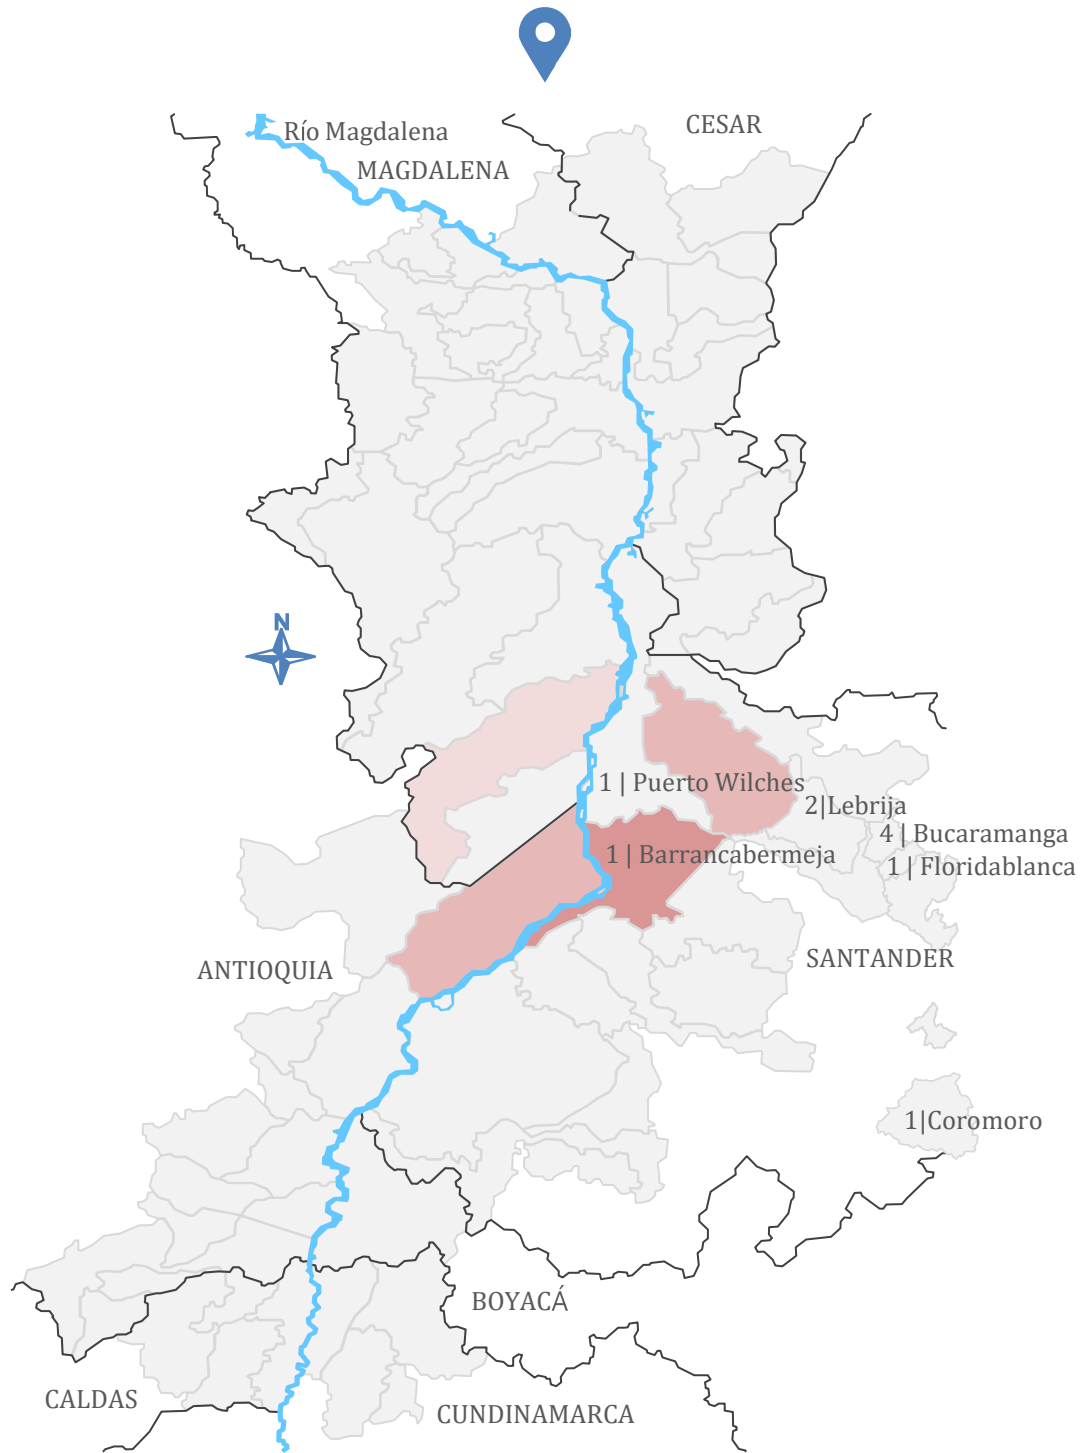 CESAR
Río Magdalena
MAGDALENA
N
1 | Puerto Wilches
2|Lebrija
4 | Bucaramanga
1 | Barrancabermeja
1 | Floridablanca
SANTANDER
ANTIOQUIA
1|Coromoro
BOYACÁ
CALDAS
CUNDINAMARCA